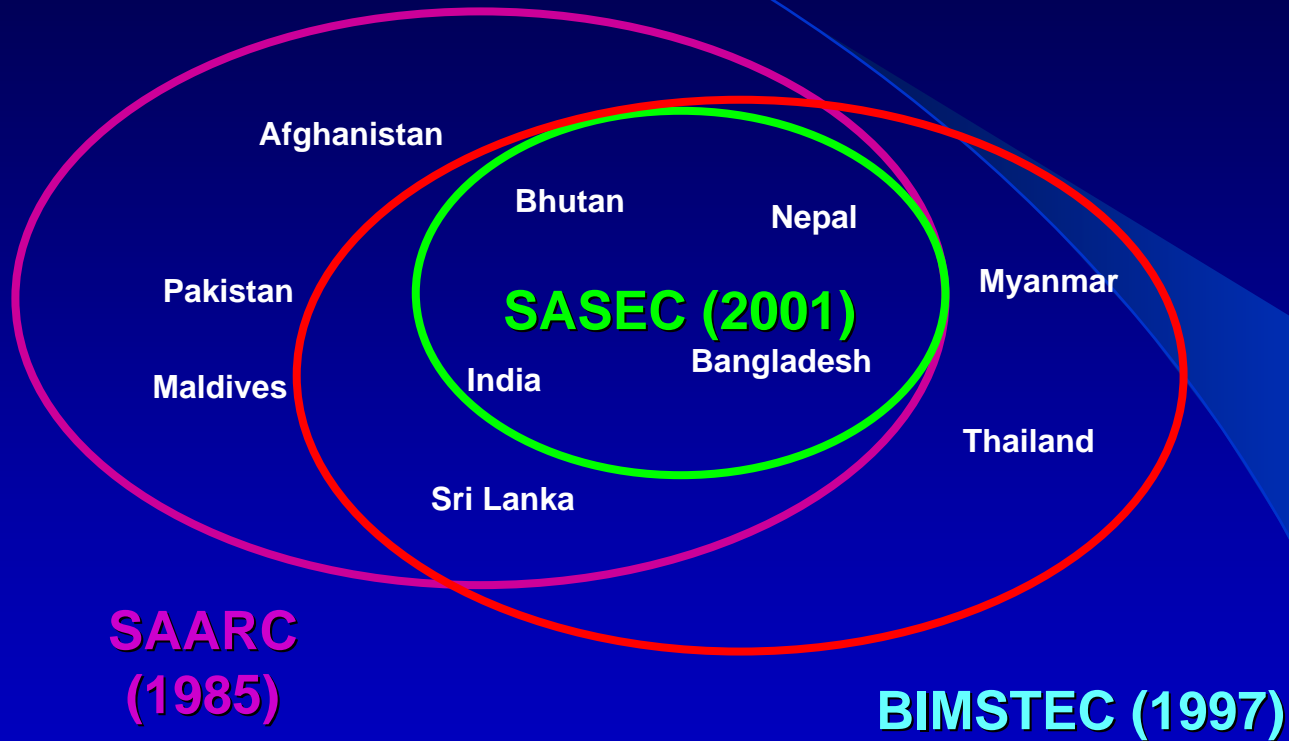 Afghanistan
Bhutan
Nepal
Pakistan
Myanmar
SASEC (2001)
Maldives
India
Bangladesh
Thailand
Sri Lanka
SAARC
(1985)
BIMSTEC (1997)